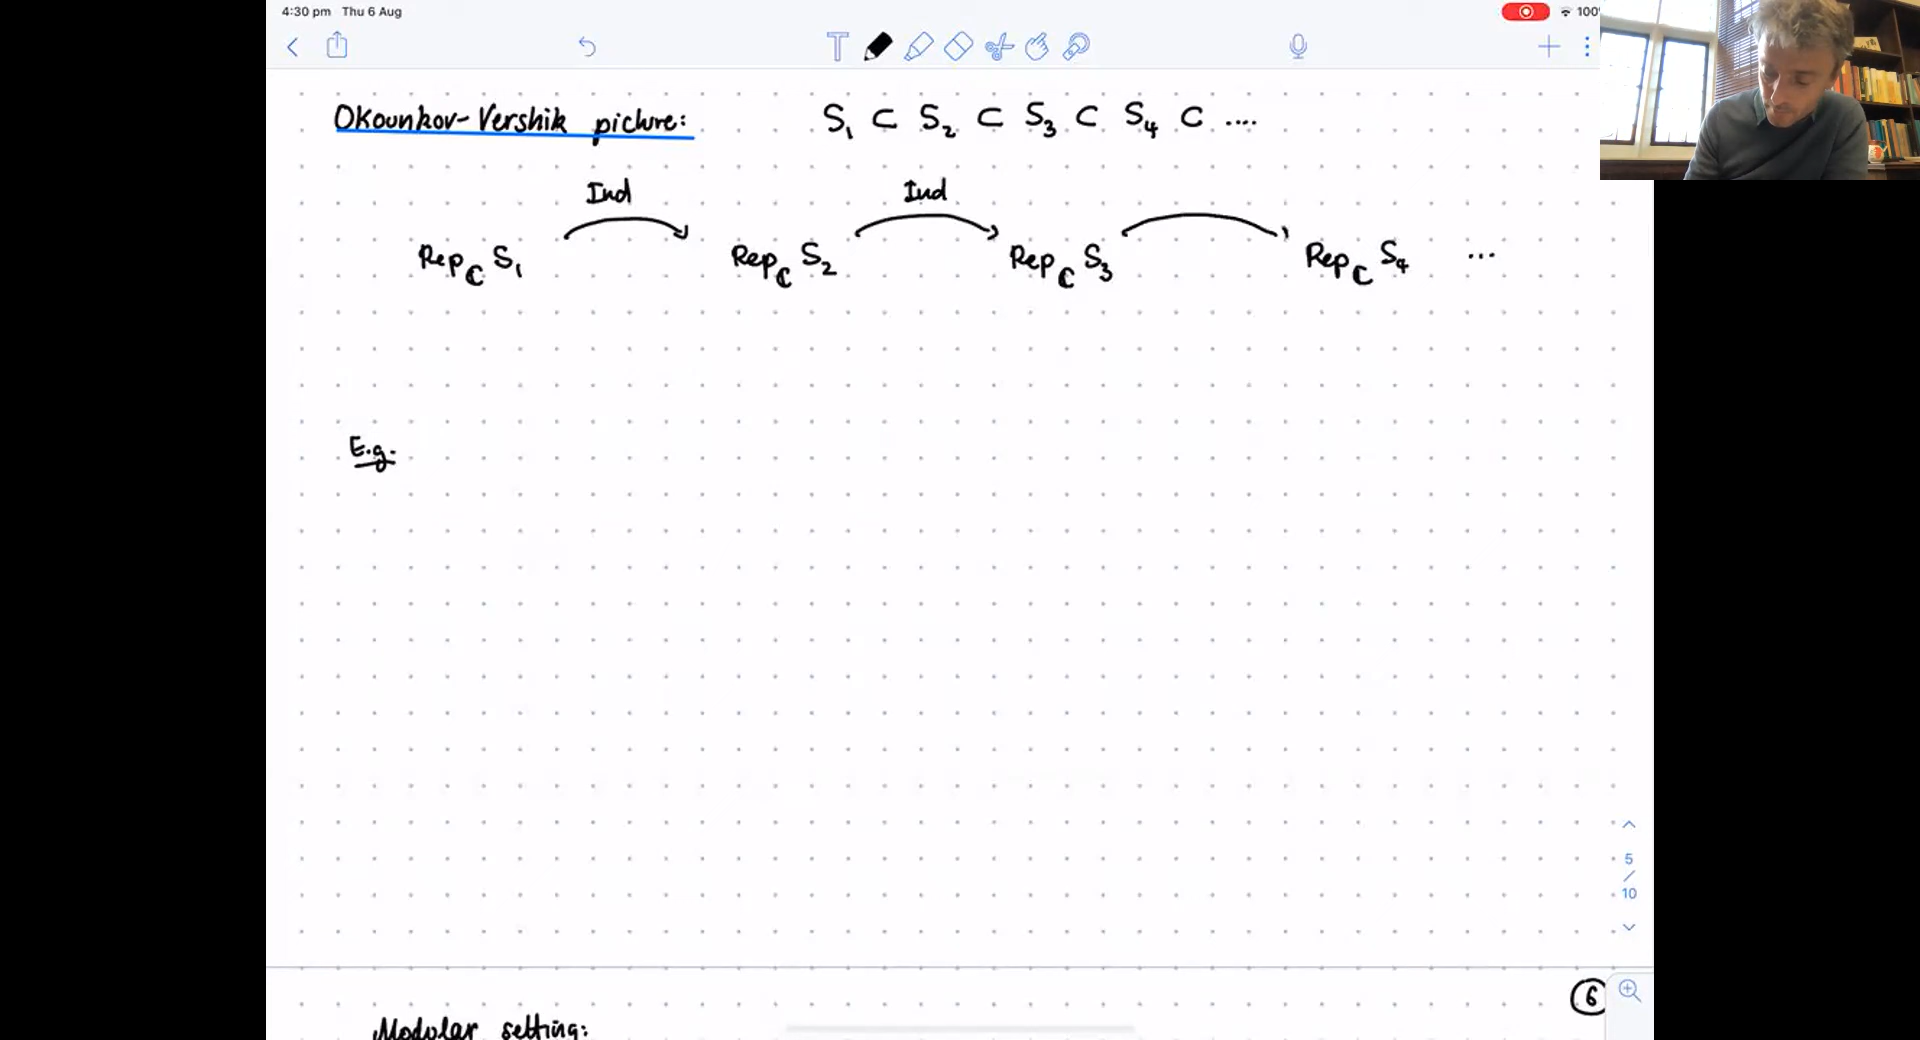 4:30 pm Thu 6 Aug
100
Okounkov-Vershik picture: S₁ ⊂ S₂ ⊂ S₃ ⊂ S₄ ⊂ ....
Ind Ind
Rep_ℂ S₁ Rep_ℂ S₂ Rep_ℂ S₃ Rep_ℂ S₄ ...
E.g.
5
/
10
6
Modular setting: